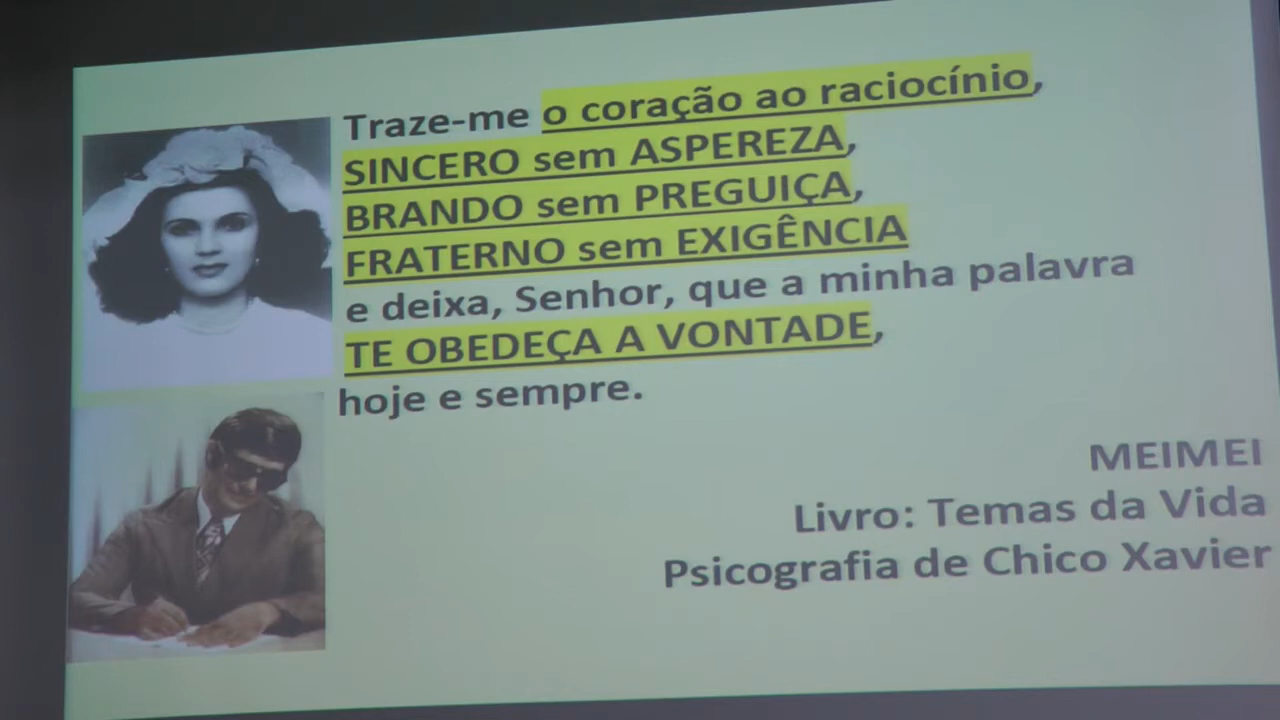 Traze-me o coração ao raciocínio,
SINCERO sem ASPEREZA,
BRANDO sem PREGUIÇA,
FRATERNO sem EXIGÊNCIA
e deixa, Senhor, que a minha palavra
TE OBEDEÇA A VONTADE,
hoje e sempre.
MEIMEI
Livro: Temas da Vida
Psicografia de Chico Xavier